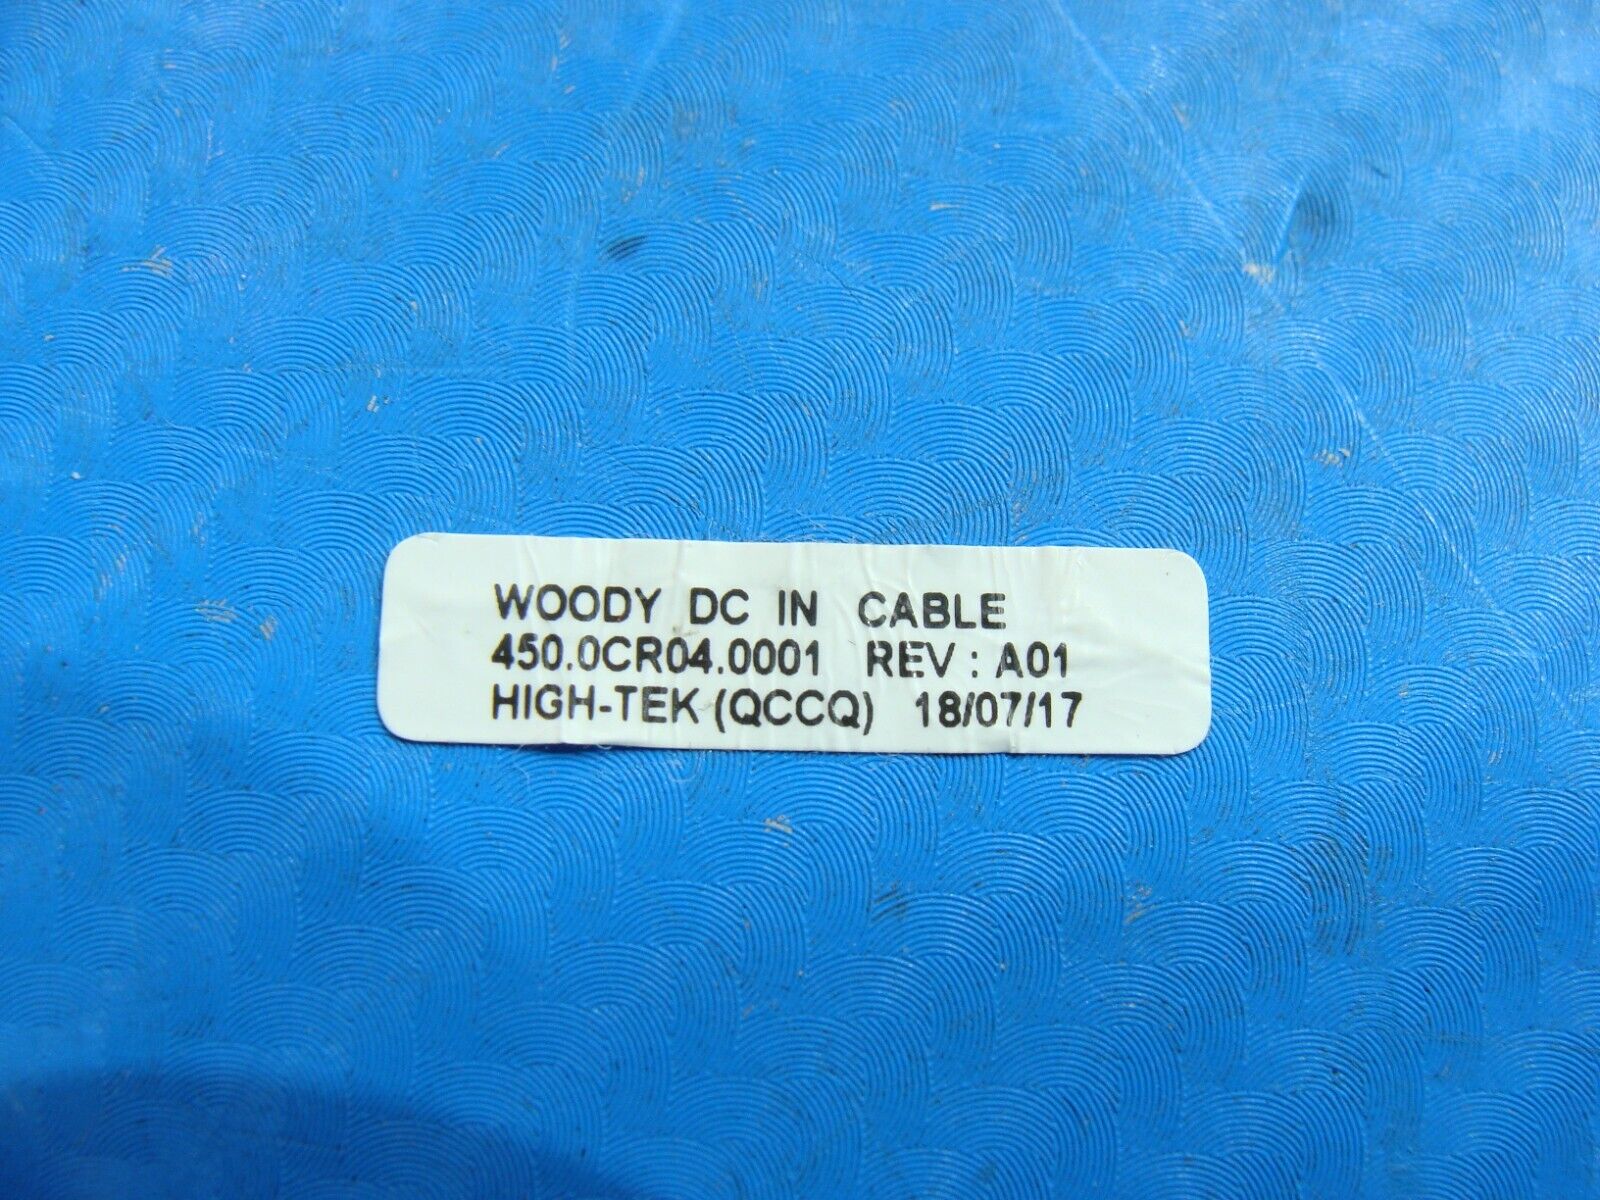 WOODY DC IN CABLE
450.0CR04.0001 REV : A01
HIGH-TEK (QCCQ) 18/07/17